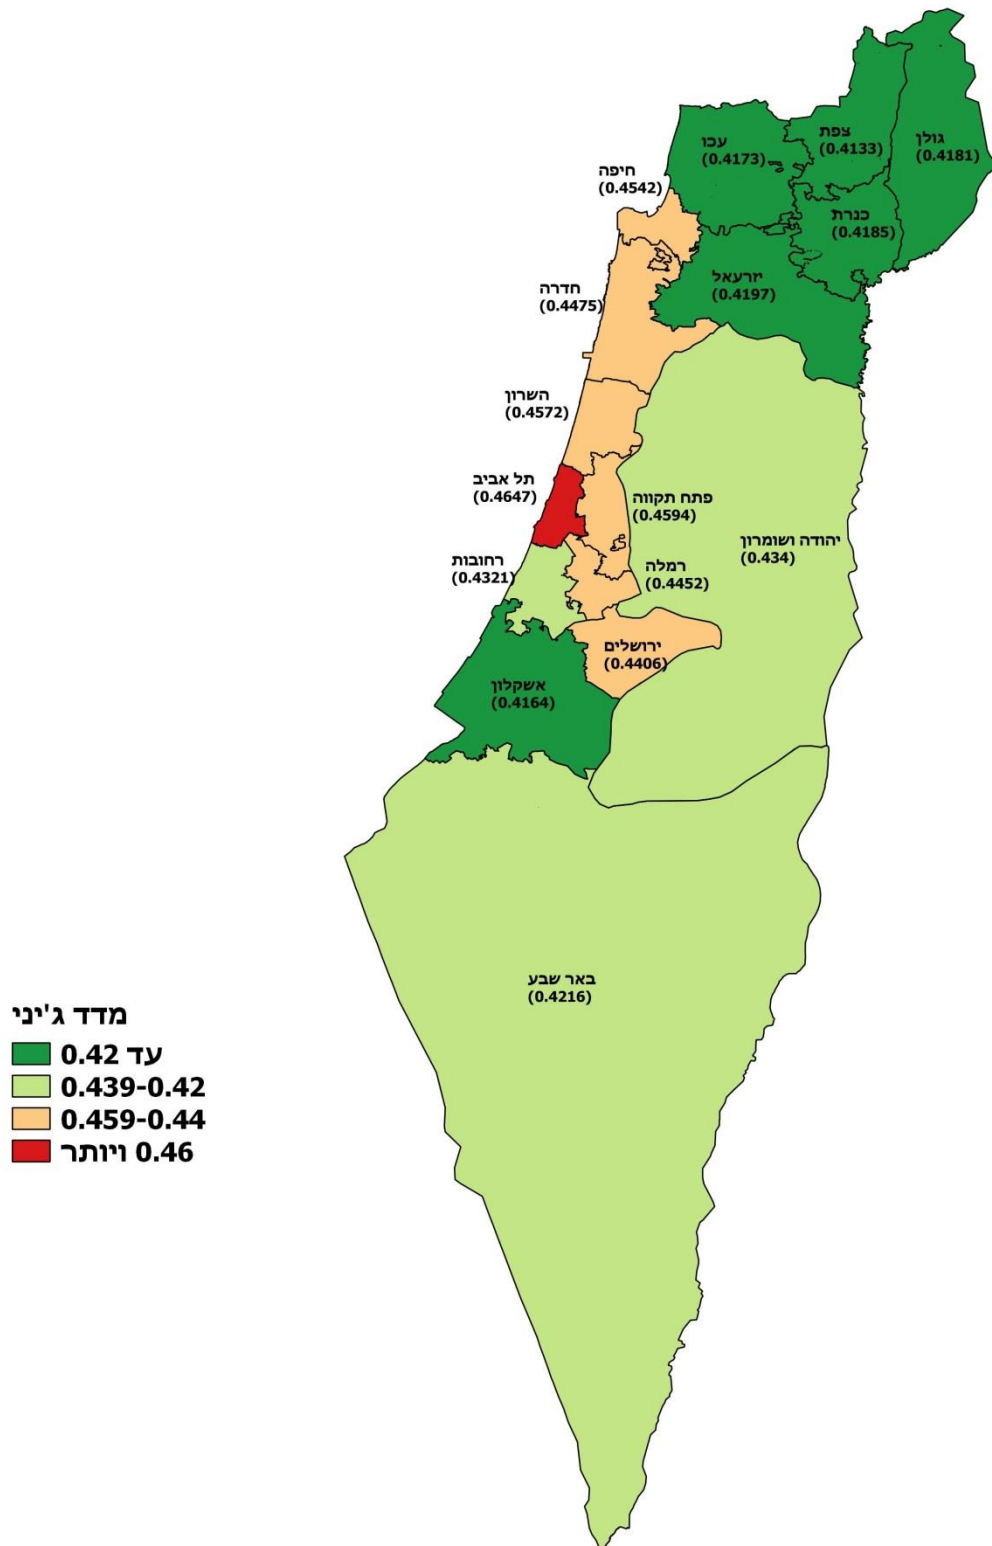 צפת
(0.4133)
גולן
(0.4181)
עכו
(0.4173)
חיפה
(0.4542)
כנרת
(0.4185)
יזרעאל
(0.4197)
חדרה
(0.4475)
השרון
(0.4572)
תל אביב
(0.4647)
פתח תקווה
(0.4594)
יהודה ושומרון
(0.434)
רחובות
(0.4321)
רמלה
(0.4452)
ירושלים
(0.4406)
אשקלון
(0.4164)
באר שבע
(0.4216)
מדד ג'יני
עד 0.42
0.439-0.42
0.459-0.44
0.46 ויותר